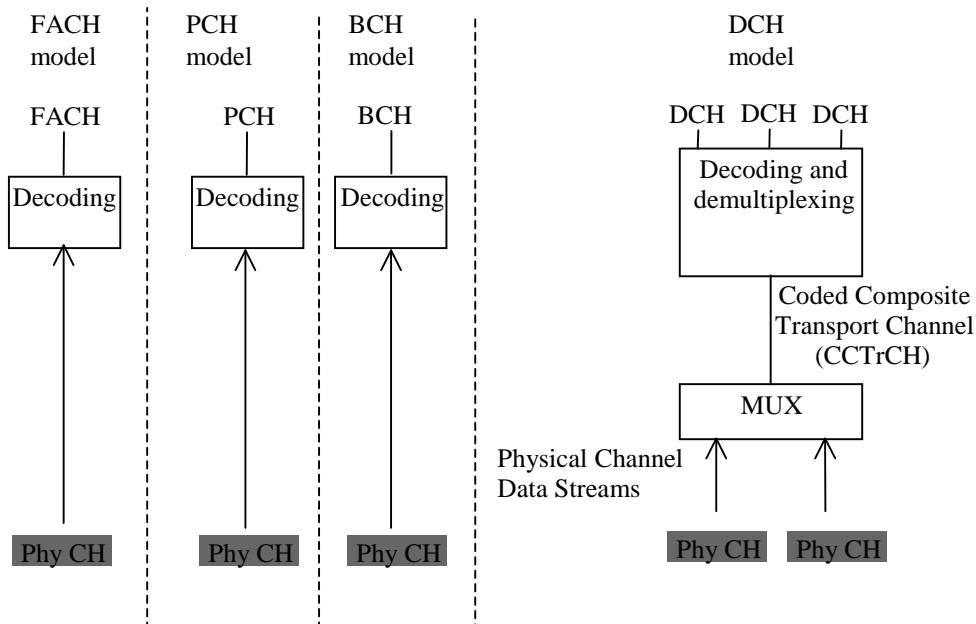 FACH
model
PCH
model
BCH
model
DCH
model
FACH
PCH
BCH
DCH DCH DCH
Decoding
Decoding
Decoding
Decoding and
demultiplexing
Coded Composite
Transport Channel
(CCTrCH)
MUX
Physical Channel
Data Streams
Phy CH
Phy CH
Phy CH
Phy CH
Phy CH